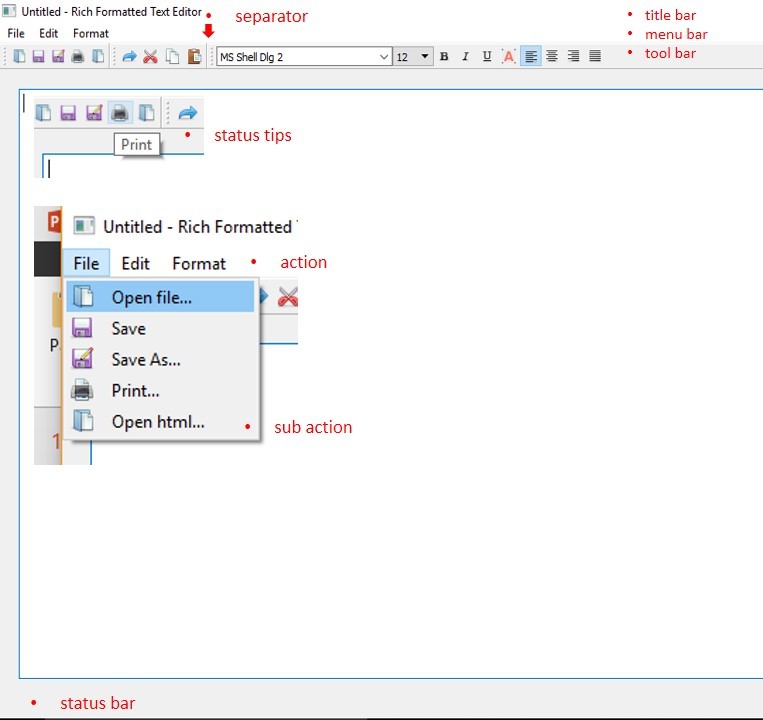 Untitled - Rich Formatted Text Editor
• separator
• title bar
File Edit Format
• menu bar
MS Shell Dlg 2 12 B I U A
• tool bar
Print
• status tips
P
Untitled - Rich Formatted
File Edit Format
• action
Open file...
Save
P
Save As...
Print...
Open html...
• sub action
1
• status bar